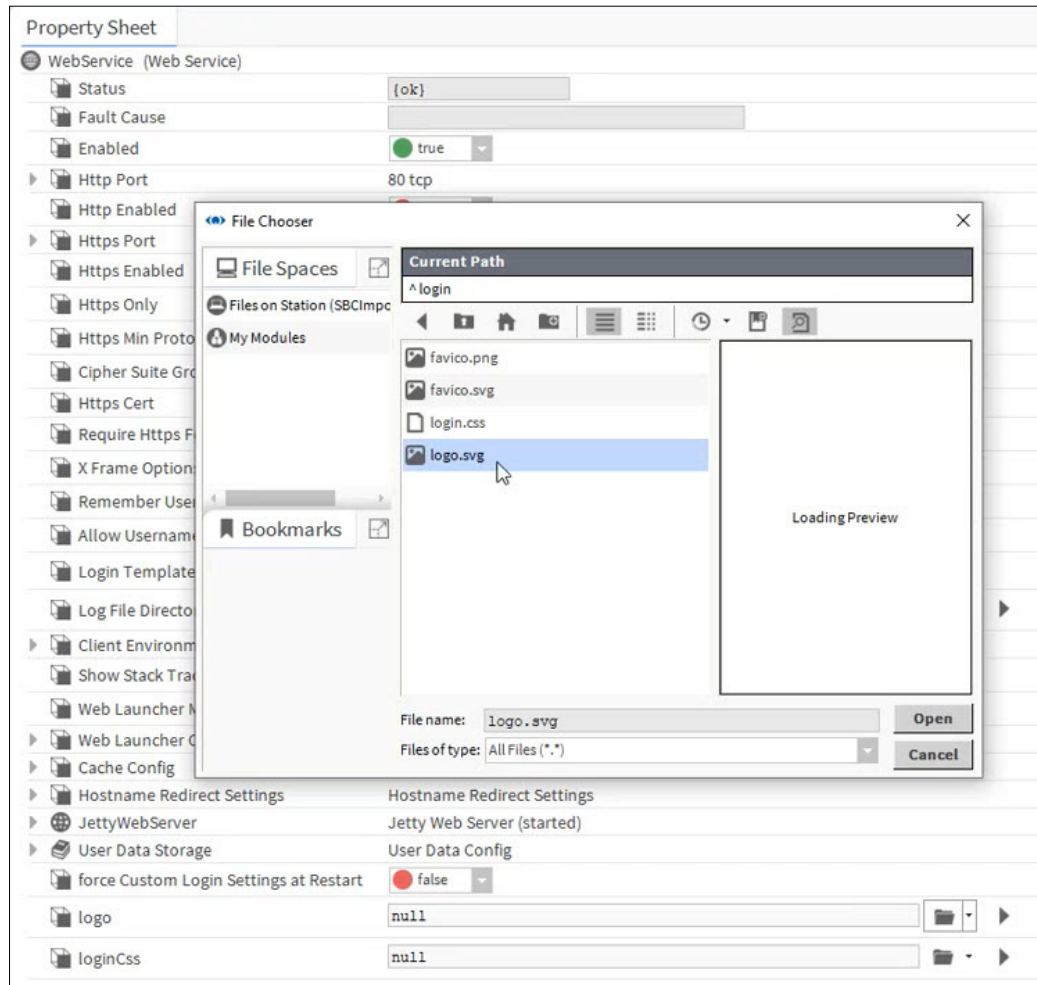 Property Sheet
WebService (Web Service)
Status {ok}
Fault Cause
Enabled true
Http Port 80 tcp
Http Enabled
Https Port
Https Enabled
Https Only
Https Min Proto
Cipher Suite Gro
Https Cert
Require Https F
X Frame Option
Remember User
Allow Usernam
Login Template
Log File Directo
Client Environm
Show Stack Tra
Web Launcher M
Web Launcher C
Cache Config
File Chooser
File Spaces
Files on Station (SBCImpo
My Modules
Bookmarks
Current Path
^login
favico.png
favico.svg
login.css
logo.svg
Loading Preview
File name: logo.svg
Open
Files of type: All Files (*.*)
Cancel
Hostname Redirect Settings Hostname Redirect Settings
JettyWebServer Jetty Web Server (started)
User Data Storage User Data Config
force Custom Login Settings at Restart false
logo null
loginCss null